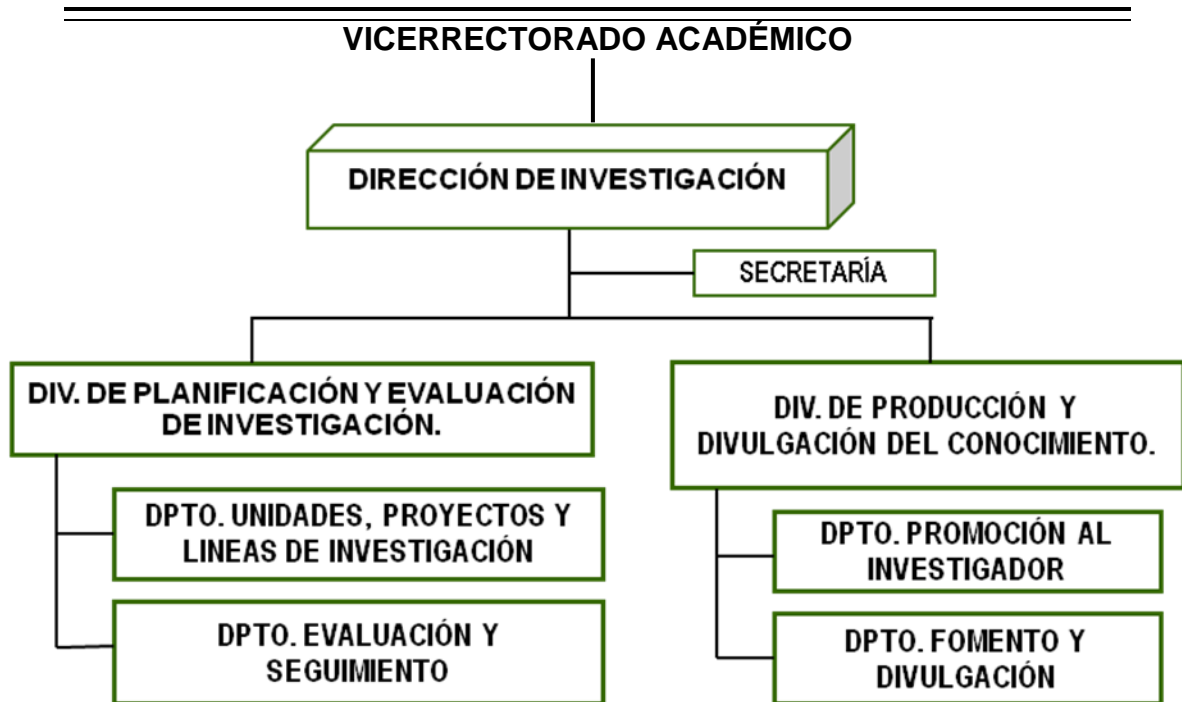 VICERRECTORADO ACADÉMICO
DIRECCIÓN DE INVESTIGACIÓN
SECRETARÍA
DIV. DE PLANIFICACIÓN Y EVALUACIÓN
DE INVESTIGACIÓN.
DPTO. UNIDADES, PROYECTOS Y
LINEAS DE INVESTIGACIÓN
DPTO. EVALUACIÓN Y
SEGUIMIENTO
DIV. DE PRODUCCIÓN Y
DIVULGACIÓN DEL CONOCIMIENTO.
DPTO. PROMOCIÓN AL
INVESTIGADOR
DPTO. FOMENTO Y
DIVULGACIÓN